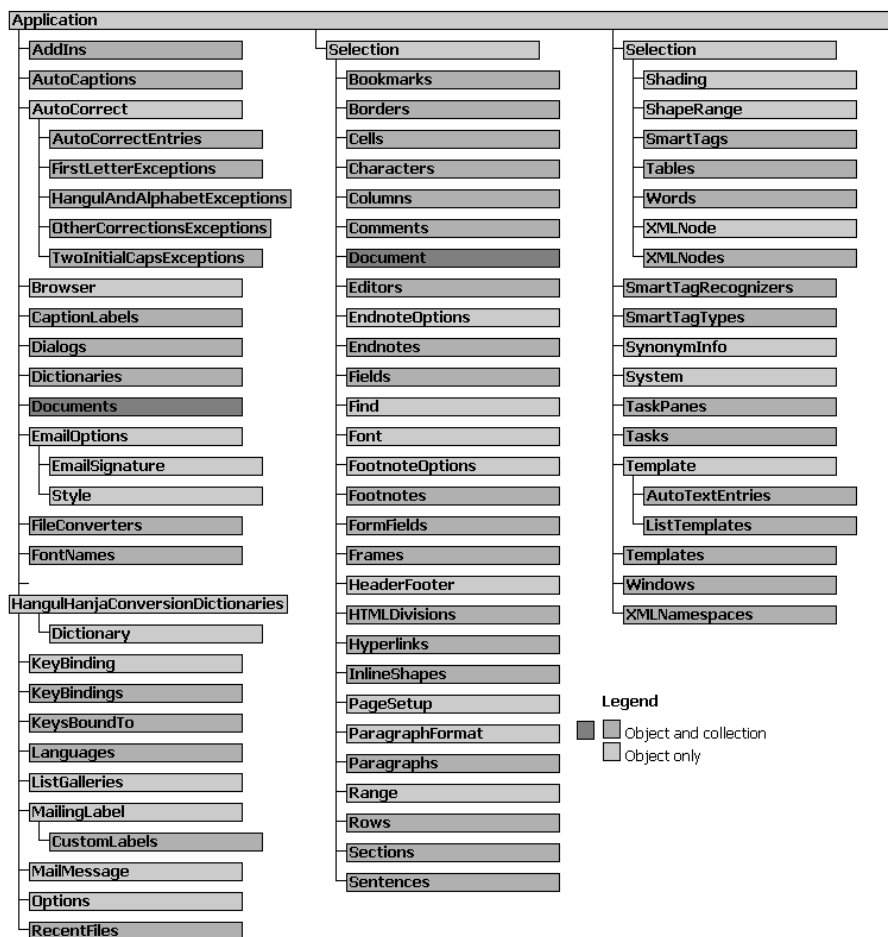 Application
AddIns
AutoCaptions
AutoCorrect
AutoCorrectEntries
FirstLetterExceptions
HangulAndAlphabetExceptions
OtherCorrectionsExceptions
TwoInitialCapsExceptions
Browser
CaptionLabels
Dialogs
Dictionaries
Documents
EmailOptions
EmailSignature
Style
FileConverters
FontNames
HangulHanjaConversionDictionaries
Dictionary
KeyBinding
KeyBindings
KeysBoundTo
Languages
ListGalleries
MailingLabel
CustomLabels
MailMessage
Options
RecentFiles
Selection
Bookmarks
Borders
Cells
Characters
Columns
Comments
Document
Editors
EndnoteOptions
Endnotes
Fields
Find
Font
FootnoteOptions
Footnotes
FormFields
Frames
HeaderFooter
HTMLDivisions
Hyperlinks
InlineShapes
PageSetup
ParagraphFormat
Paragraphs
Range
Rows
Sections
Sentences
Selection
Shading
ShapeRange
SmartTags
Tables
Words
XMLNode
XMLNodes
SmartTagRecognizers
SmartTagTypes
SynonymInfo
System
TaskPanes
Tasks
Template
AutoTextEntries
ListTemplates
Templates
Windows
XMLNamespaces
Legend
Object and collection
Object only